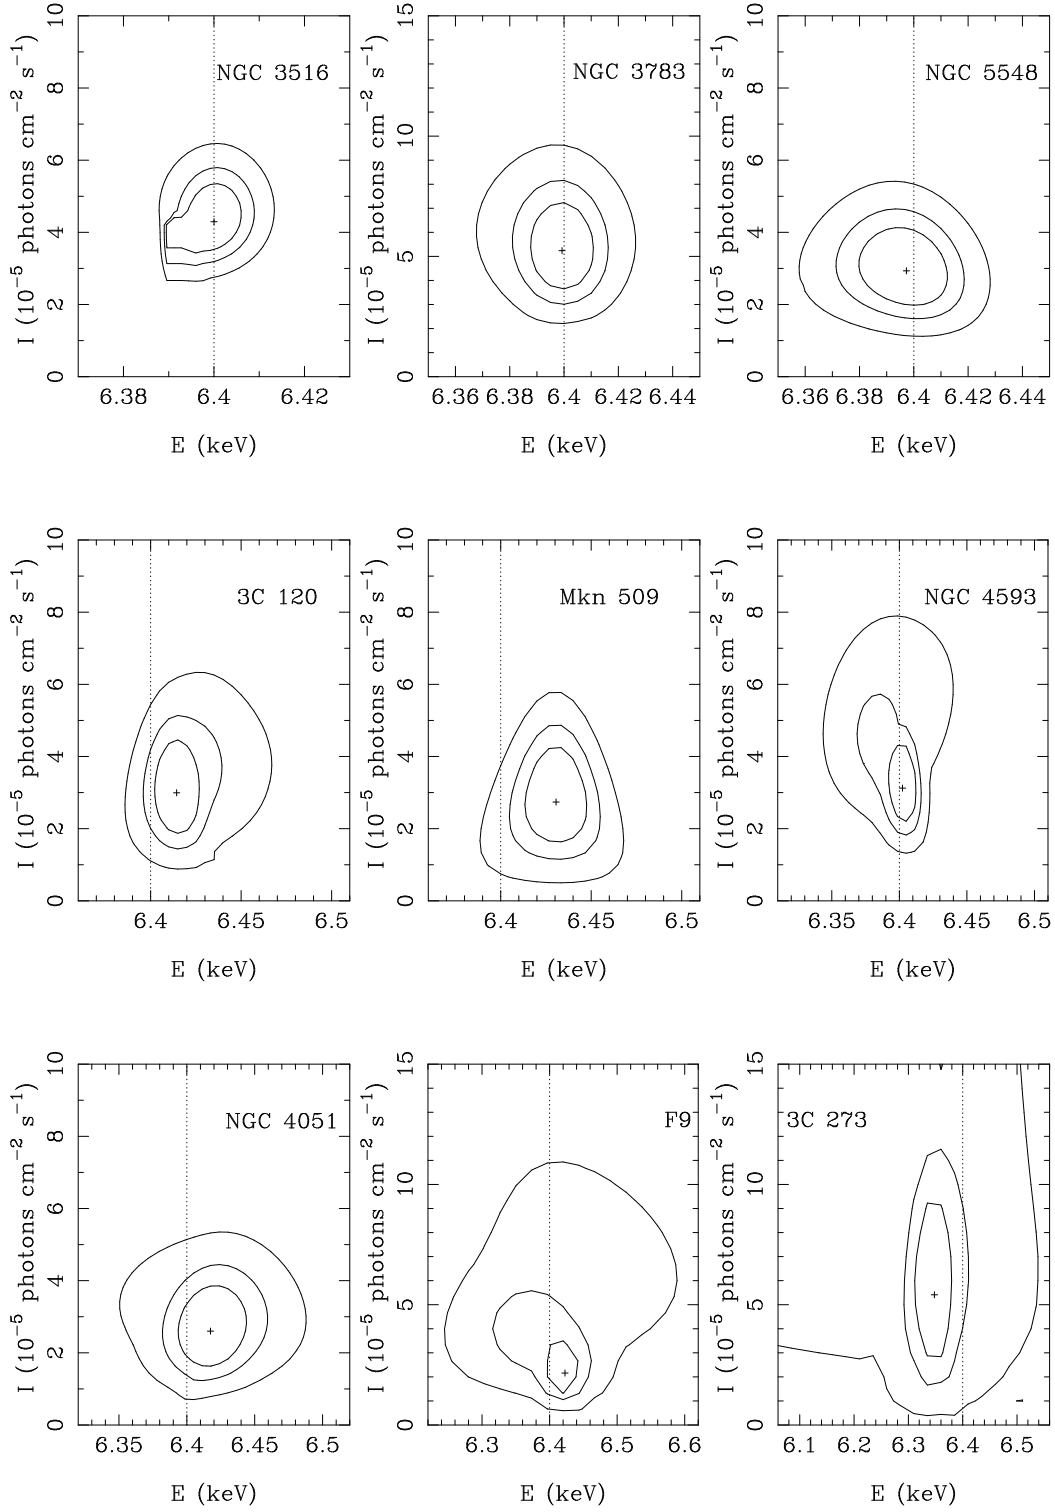 I (10−5 photons cm−2 s−1)
0 2 4 6 8 10
NGC 3516
6.38 6.4 6.42
E (keV)
I (10−5 photons cm−2 s−1)
0 5 10 15
NGC 3783
6.36 6.38 6.4 6.42 6.44
E (keV)
I (10−5 photons cm−2 s−1)
0 2 4 6 8 10
NGC 5548
6.36 6.38 6.4 6.42 6.44
E (keV)
I (10−5 photons cm−2 s−1)
0 2 4 6 8 10
3C 120
6.4 6.45 6.5
E (keV)
I (10−5 photons cm−2 s−1)
0 2 4 6 8 10
Mkn 509
6.4 6.45 6.5
E (keV)
I (10−5 photons cm−2 s−1)
0 2 4 6 8 10
NGC 4593
6.35 6.4 6.45 6.5
E (keV)
I (10−5 photons cm−2 s−1)
0 2 4 6 8 10
NGC 4051
6.35 6.4 6.45 6.5
E (keV)
I (10−5 photons cm−2 s−1)
0 5 10 15
F9
6.3 6.4 6.5 6.6
E (keV)
I (10−5 photons cm−2 s−1)
0 5 10 15
3C 273
6.1 6.2 6.3 6.4 6.5
E (keV)